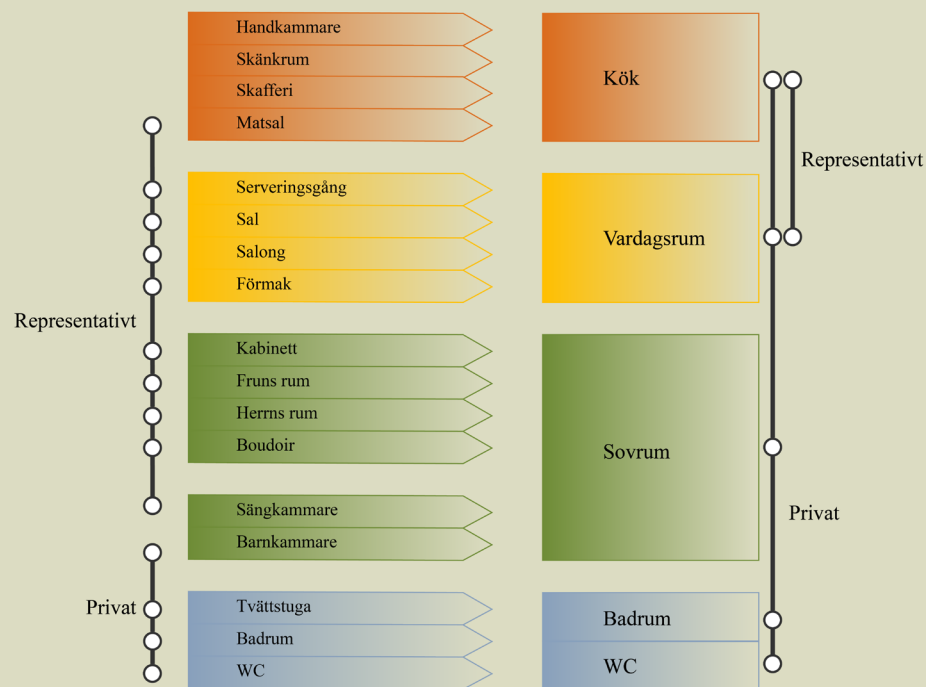 Handkammare
Skänkrum
Skafferi
Matsal
Kök
Representativt
Serveringsgång
Sal
Salong
Förmak
Vardagsrum
Representativt
Kabinett
Fruns rum
Herrns rum
Boudoir
Sovrum
Sängkammare
Barnkammare
Privat
Privat
Tvättstuga
Badrum
WC
Badrum
WC